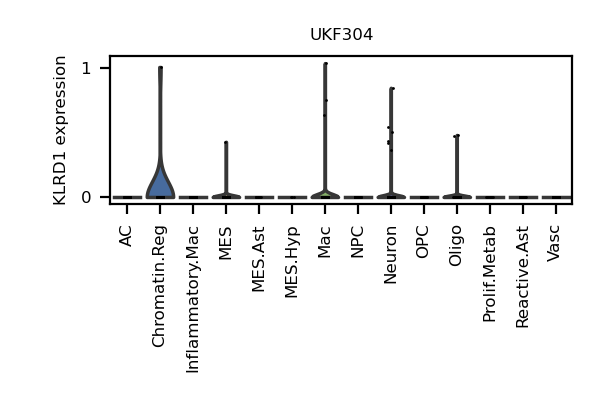 UKF304
KLRD1 expression
1
0
AC
Chromatin.Reg
Inflammatory.Mac
MES
MES.Ast
MES.Hyp
Mac
NPC
Neuron
OPC
Oligo
Prolif.Metab
Reactive.Ast
Vasc